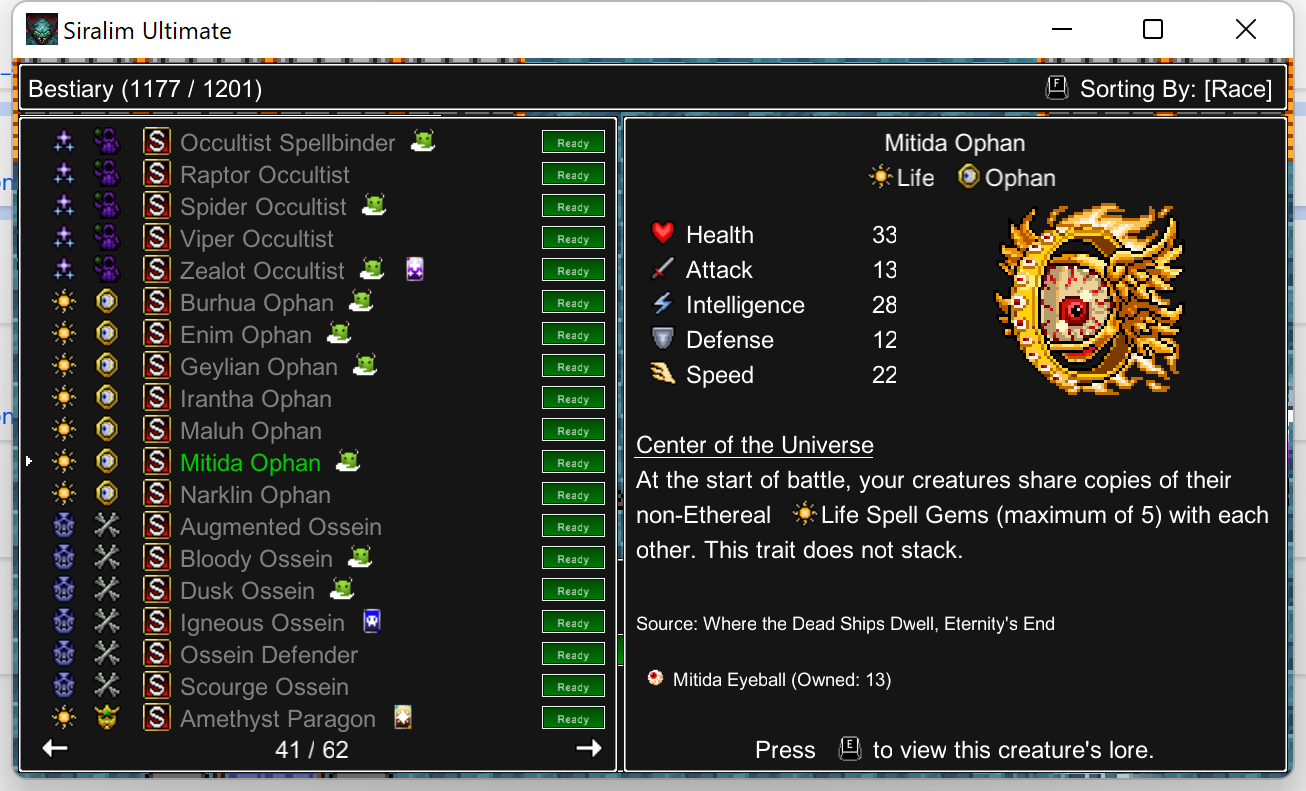 Siralim Ultimate
Bestiary (1177 / 1201)
F Sorting By: [Race]
S Occultist Spellbinder Ready
S Raptor Occultist Ready
S Spider Occultist Ready
S Viper Occultist Ready
S Zealot Occultist Ready
S Burhua Ophan Ready
S Enim Ophan Ready
S Geylian Ophan Ready
S Irantha Ophan Ready
S Maluh Ophan Ready
S Mitida Ophan Ready
S Narklin Ophan Ready
S Augmented Ossein Ready
S Bloody Ossein Ready
S Dusk Ossein Ready
S Igneous Ossein Ready
S Ossein Defender Ready
S Scourge Ossein Ready
S Amethyst Paragon Ready
41 / 62
Mitida Ophan
Life Ophan
Health 33
Attack 13
Intelligence 28
Defense 12
Speed 22
Center of the Universe
At the start of battle, your creatures share copies of their
non-Ethereal Life Spell Gems (maximum of 5) with each
other. This trait does not stack.
Source: Where the Dead Ships Dwell, Eternity's End
Mitida Eyeball (Owned: 13)
Press E to view this creature's lore.